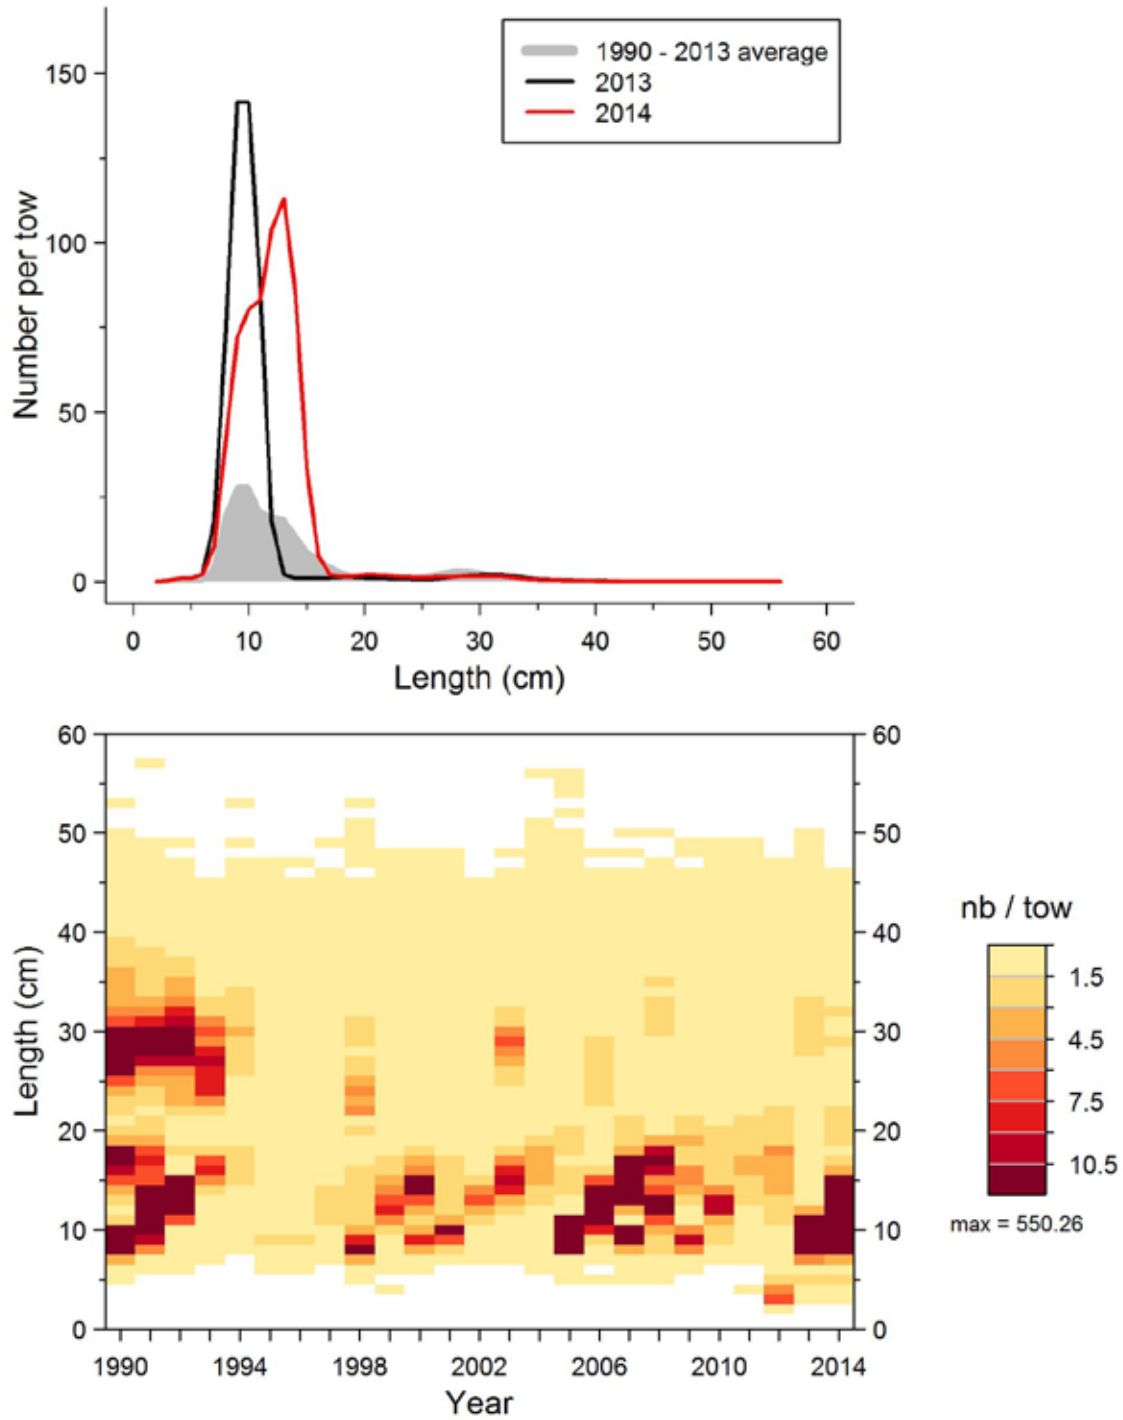 1990 - 2013 average
2013
2014
150
100
50
0
Number per tow
0 10 20 30 40 50 60
Length (cm)
60 60
50 50
40 40
30 30
20 20
10 10
0 0
Length (cm)
1990 1994 1998 2002 2006 2010 2014
Year
nb / tow
1.5
4.5
7.5
10.5
max = 550.26